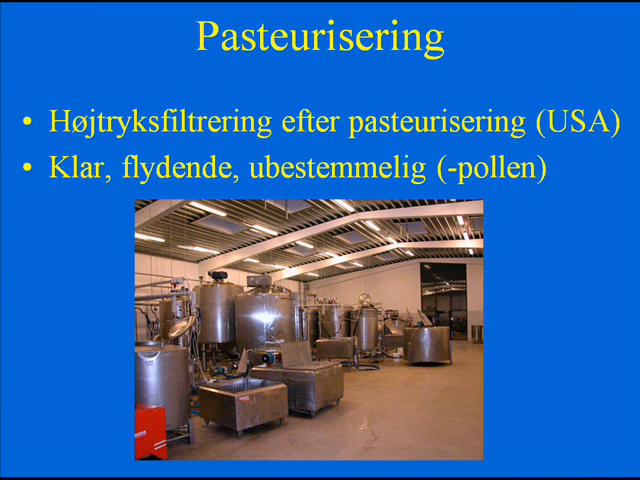 Pasteurisering
• Højtryksfiltrering efter pasteurisering (USA)
• Klar, flydende, ubestemmelig (-pollen)